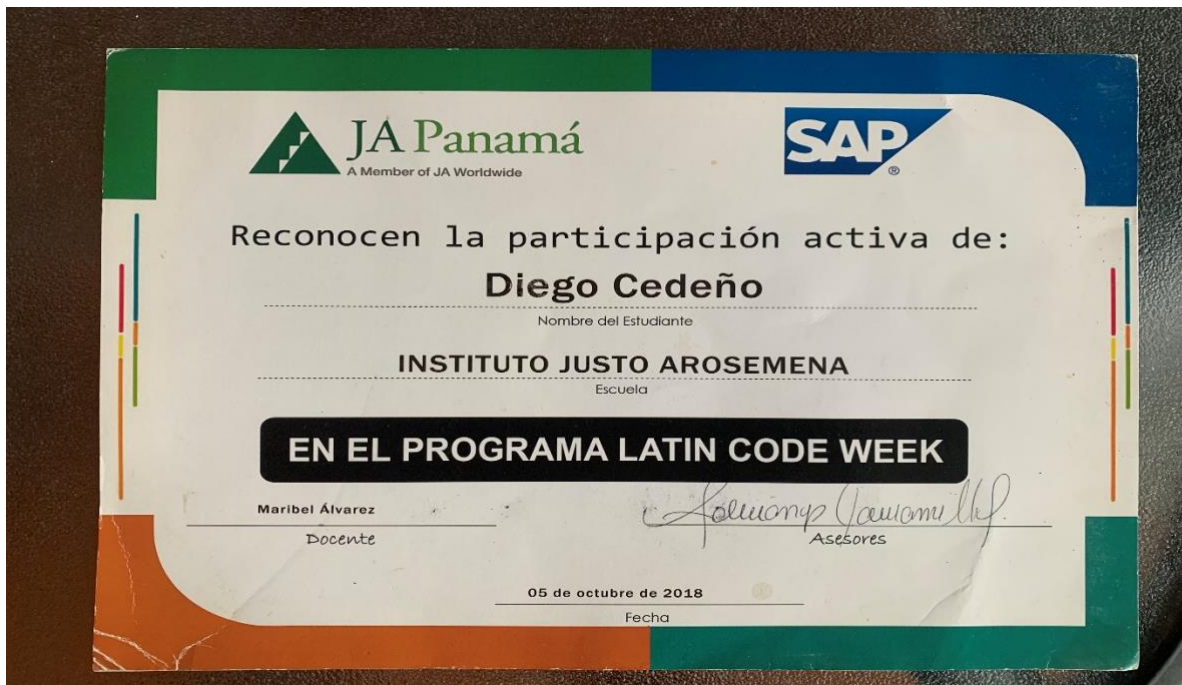 JA Panamá
A Member of JA Worldwide
SAP
®
Reconocen la participación activa de:
Diego Cedeño
Nombre del Estudiante
INSTITUTO JUSTO AROSEMENA
Escuela
EN EL PROGRAMA LATIN CODE WEEK
Maribel Álvarez
Docente
Asesores
05 de octubre de 2018
Fecha